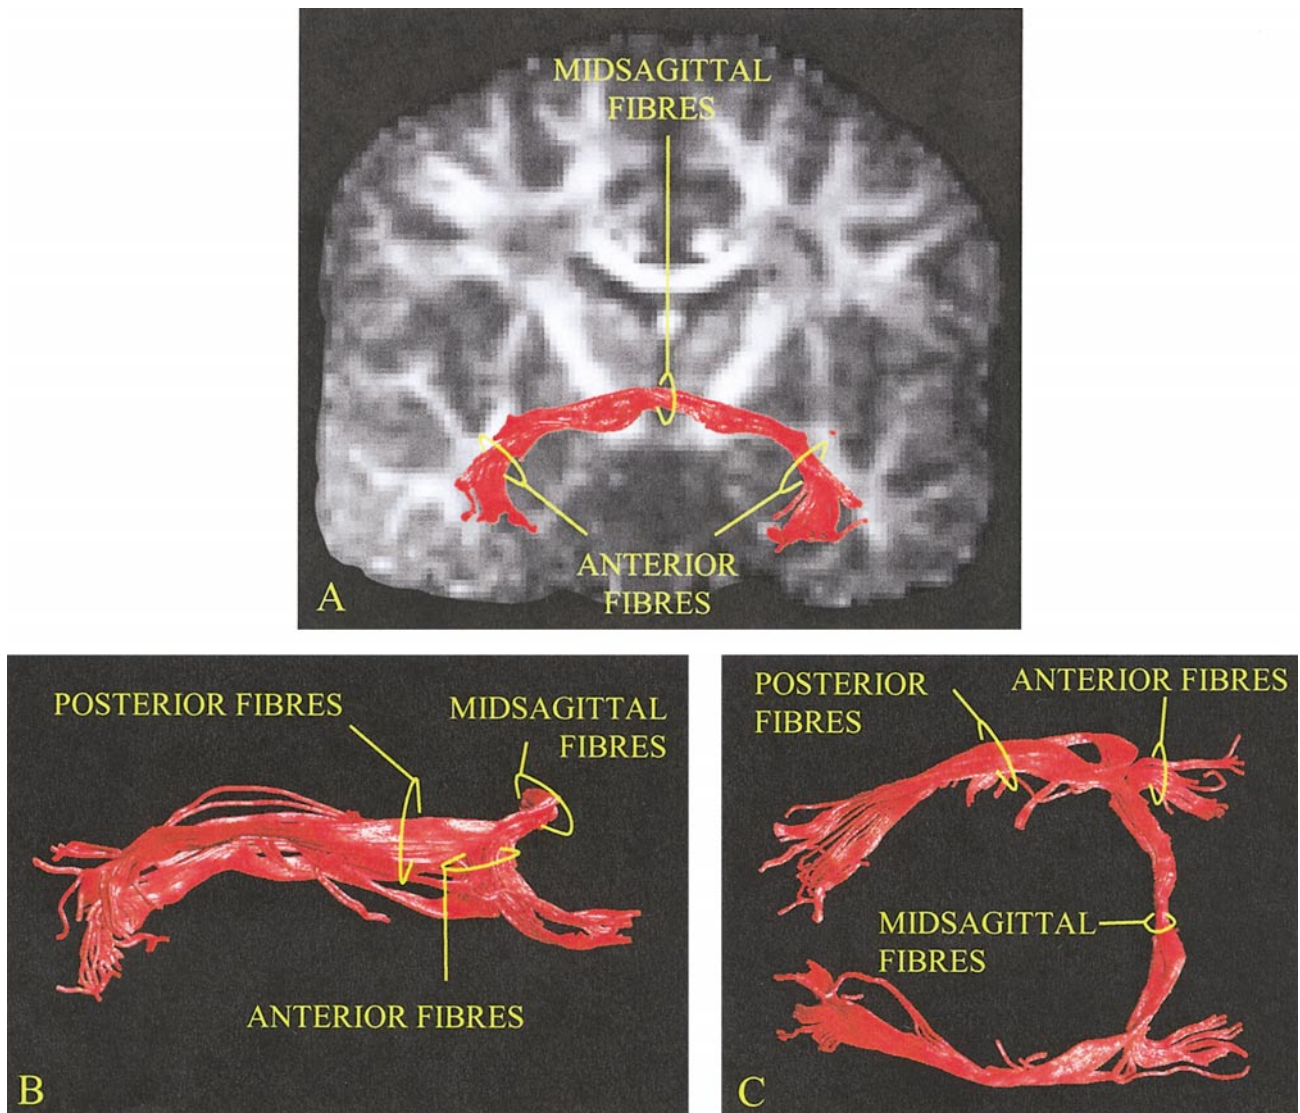 MIDSAGITTAL
FIBRES
ANTERIOR
FIBRES
A
POSTERIOR FIBRES
MIDSAGITTAL
FIBRES
ANTERIOR FIBRES
B
POSTERIOR
FIBRES
ANTERIOR FIBRES
MIDSAGITTAL
FIBRES
C